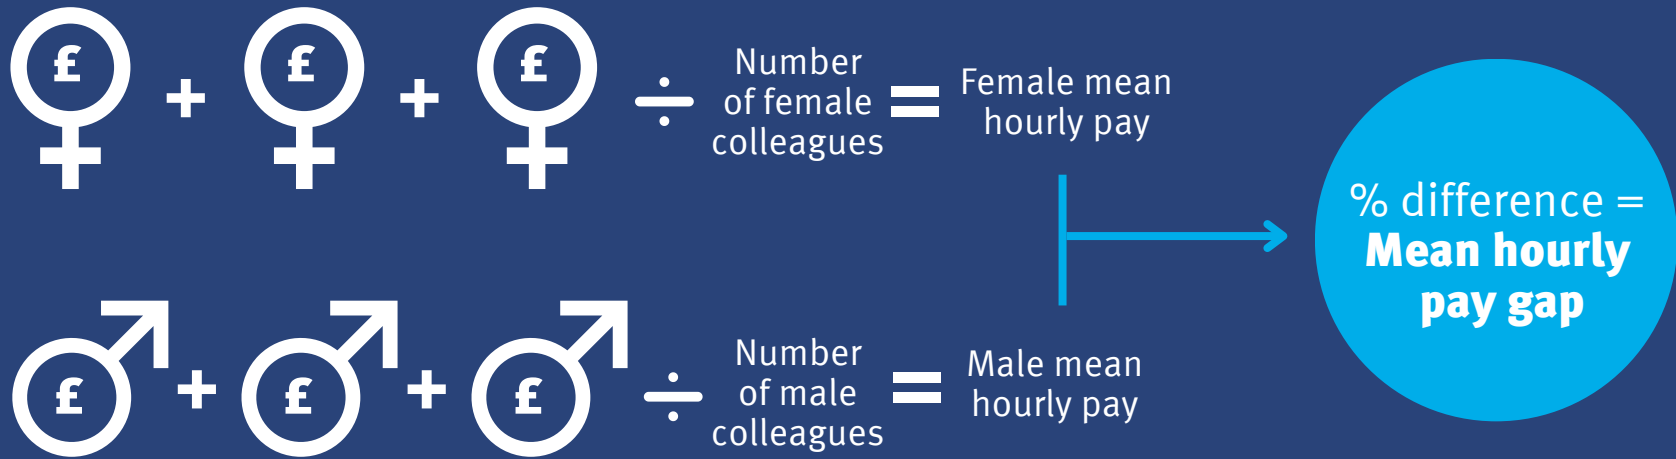 £ + £ + £ ÷ Number
of female
colleagues = Female mean
hourly pay
£ + £ + £ ÷ Number
of male
colleagues = Male mean
hourly pay
% difference =
Mean hourly
pay gap